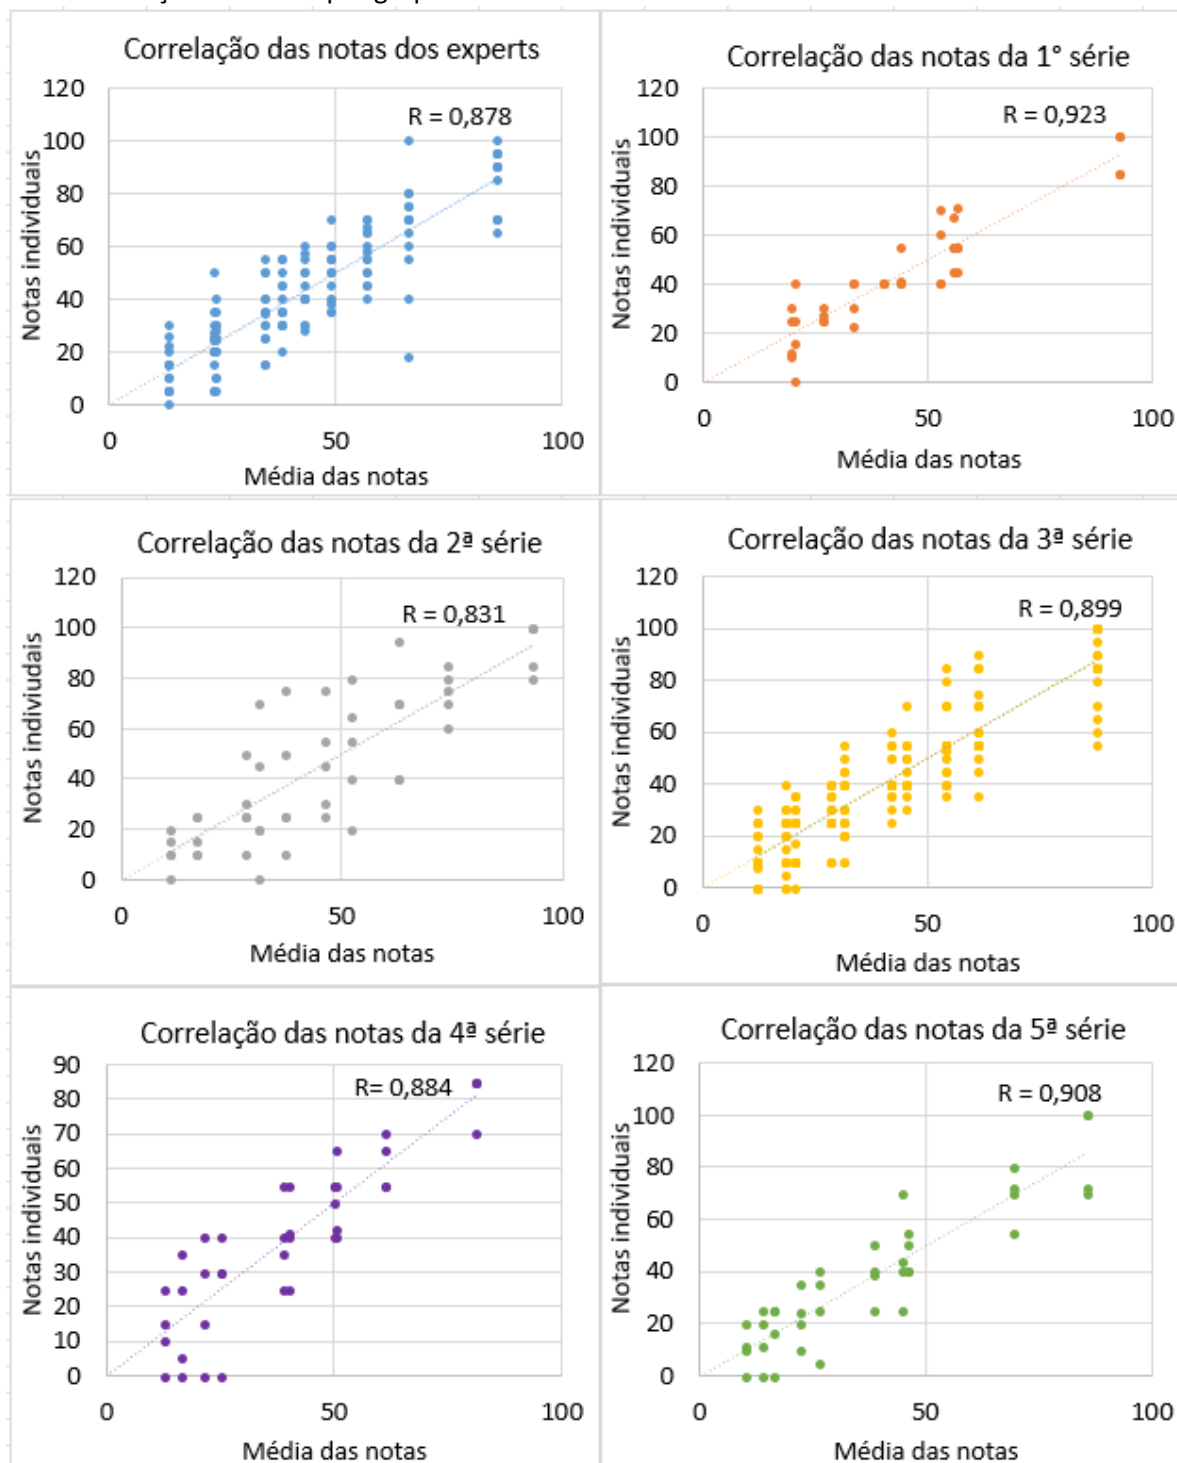 Correlação das notas dos experts
R = 0,878
120
100
80
60
40
20
0
0 50 100
Notas individuais
Média das notas
Correlação das notas da 1° série
R = 0,923
120
100
80
60
40
20
0
0 50 100
Notas individuais
Média das notas
Correlação das notas da 2ª série
R = 0,831
120
100
80
60
40
20
0
0 50 100
Notas indiviudais
Média das notas
Correlação das notas da 3ª série
R = 0,899
120
100
80
60
40
20
0
0 50 100
Notas individuais
Média das notas
Correlação das notas da 4ª série
R= 0,884
90
80
70
60
50
40
30
20
10
0
0 50 100
Notas individuais
Média das notas
Correlação das notas da 5ª série
R = 0,908
120
100
80
60
40
20
0
0 50 100
Notas individuais
Média das notas